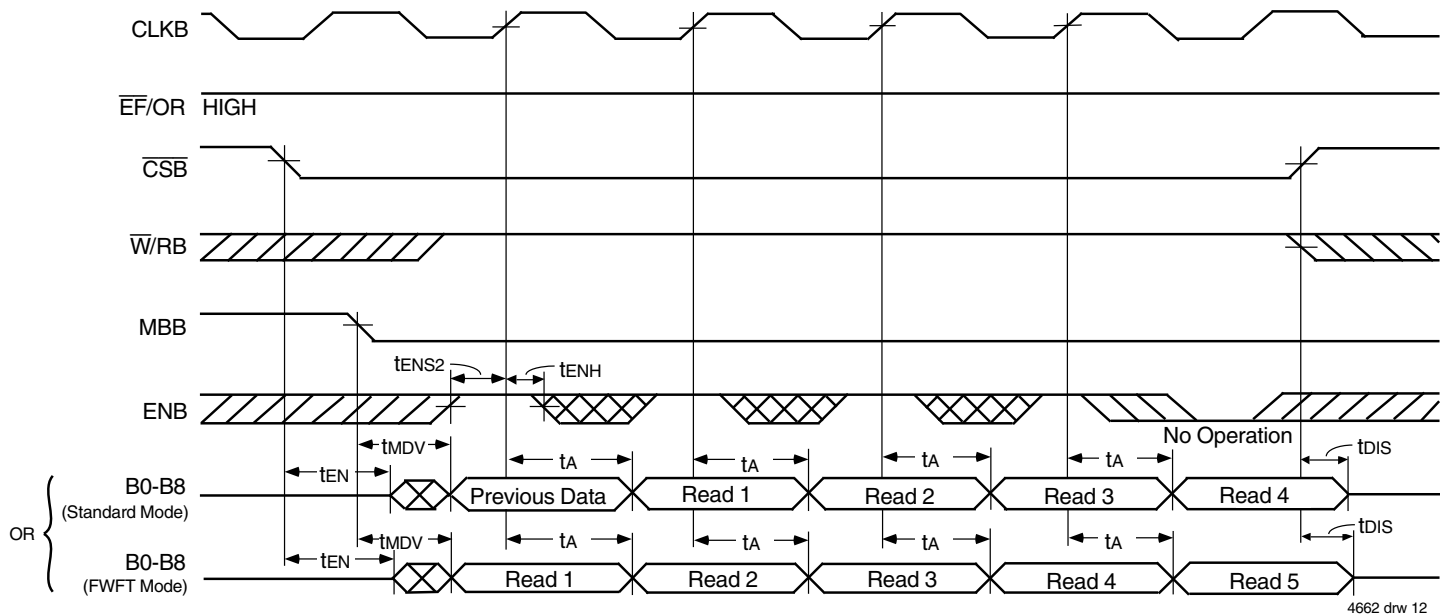 CLKB
EF/OR HIGH
CSB
W/RB
MBB
tENS2 tENH
ENB
No Operation
tMDV
tEN tA tA tA tA tDIS
B0-B8
(Standard Mode)
Previous Data Read 1 Read 2 Read 3 Read 4
OR
tMDV tDIS
tEN tA tA tA tA
B0-B8
(FWFT Mode)
Read 1 Read 2 Read 3 Read 4 Read 5
4662 drw 12